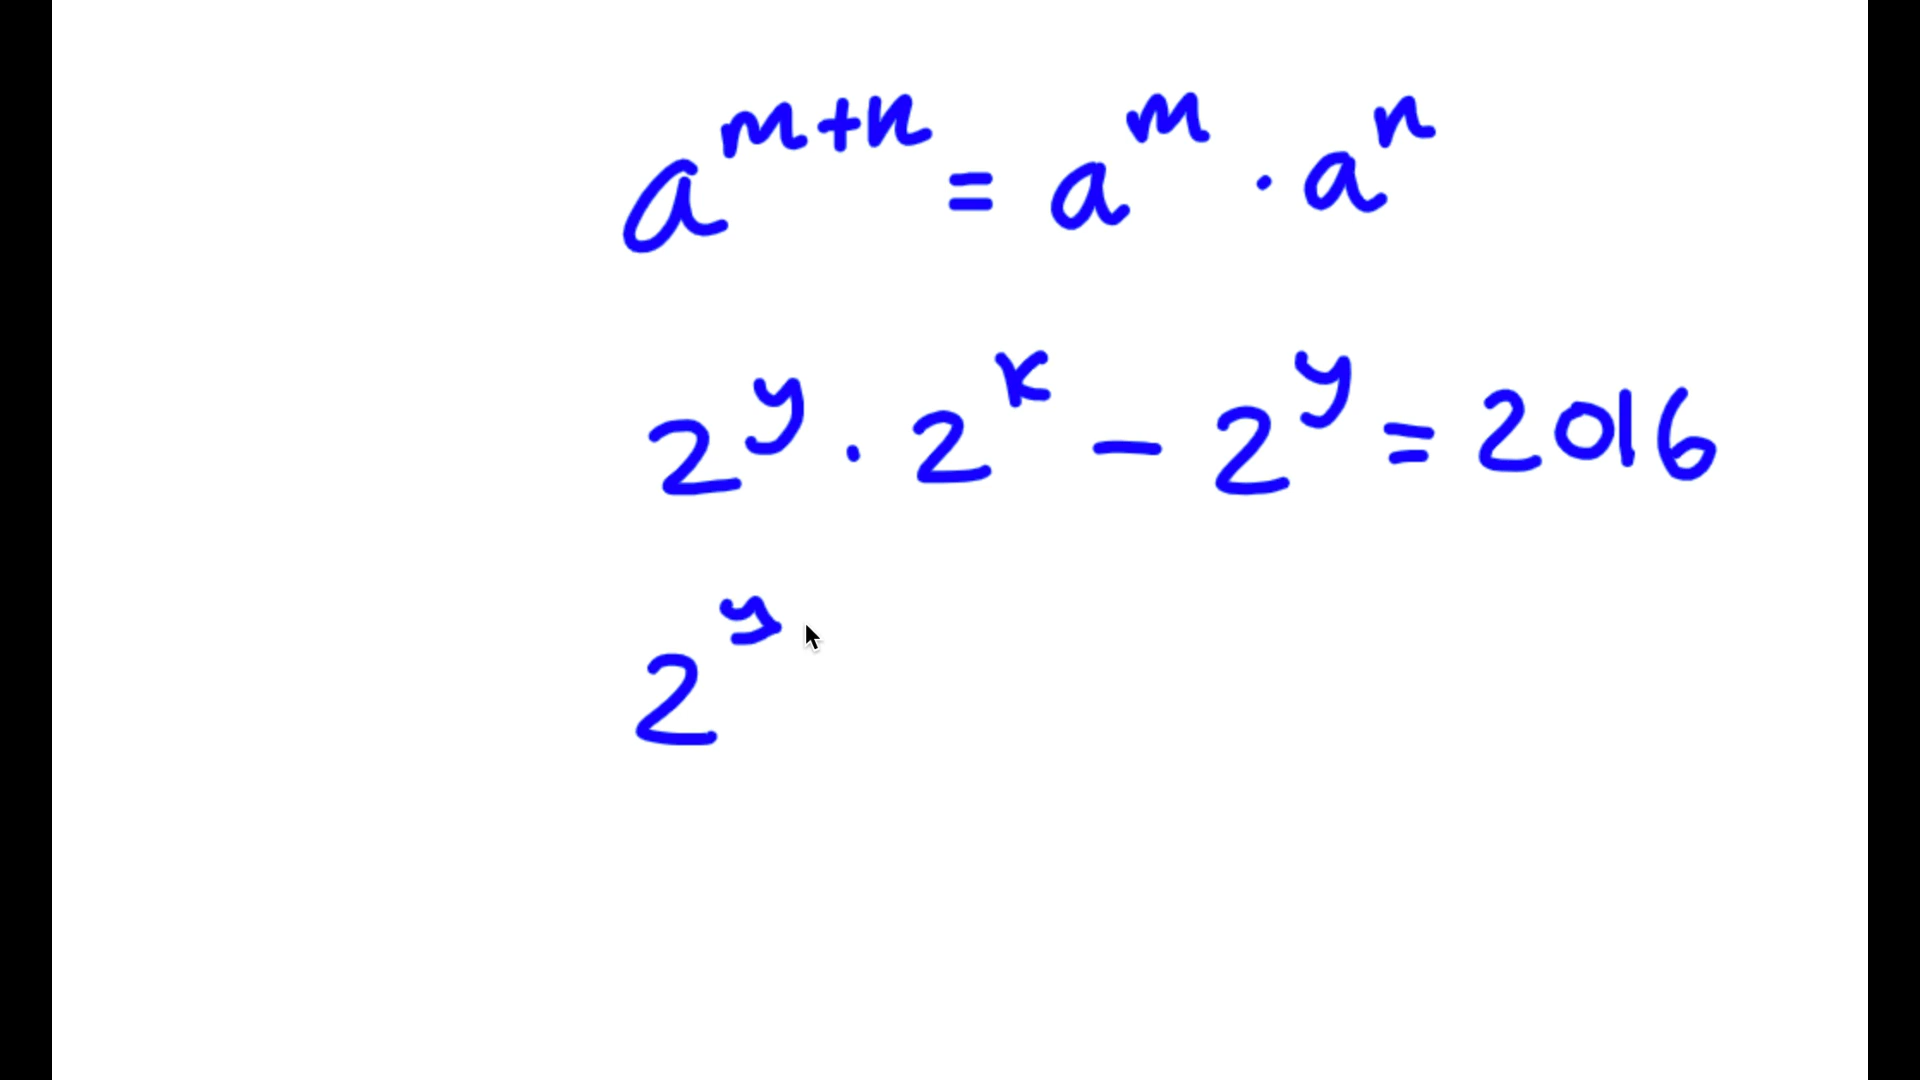 a^{m+n} = a^m · a^n
2^y · 2^k - 2^y = 2016
2^y